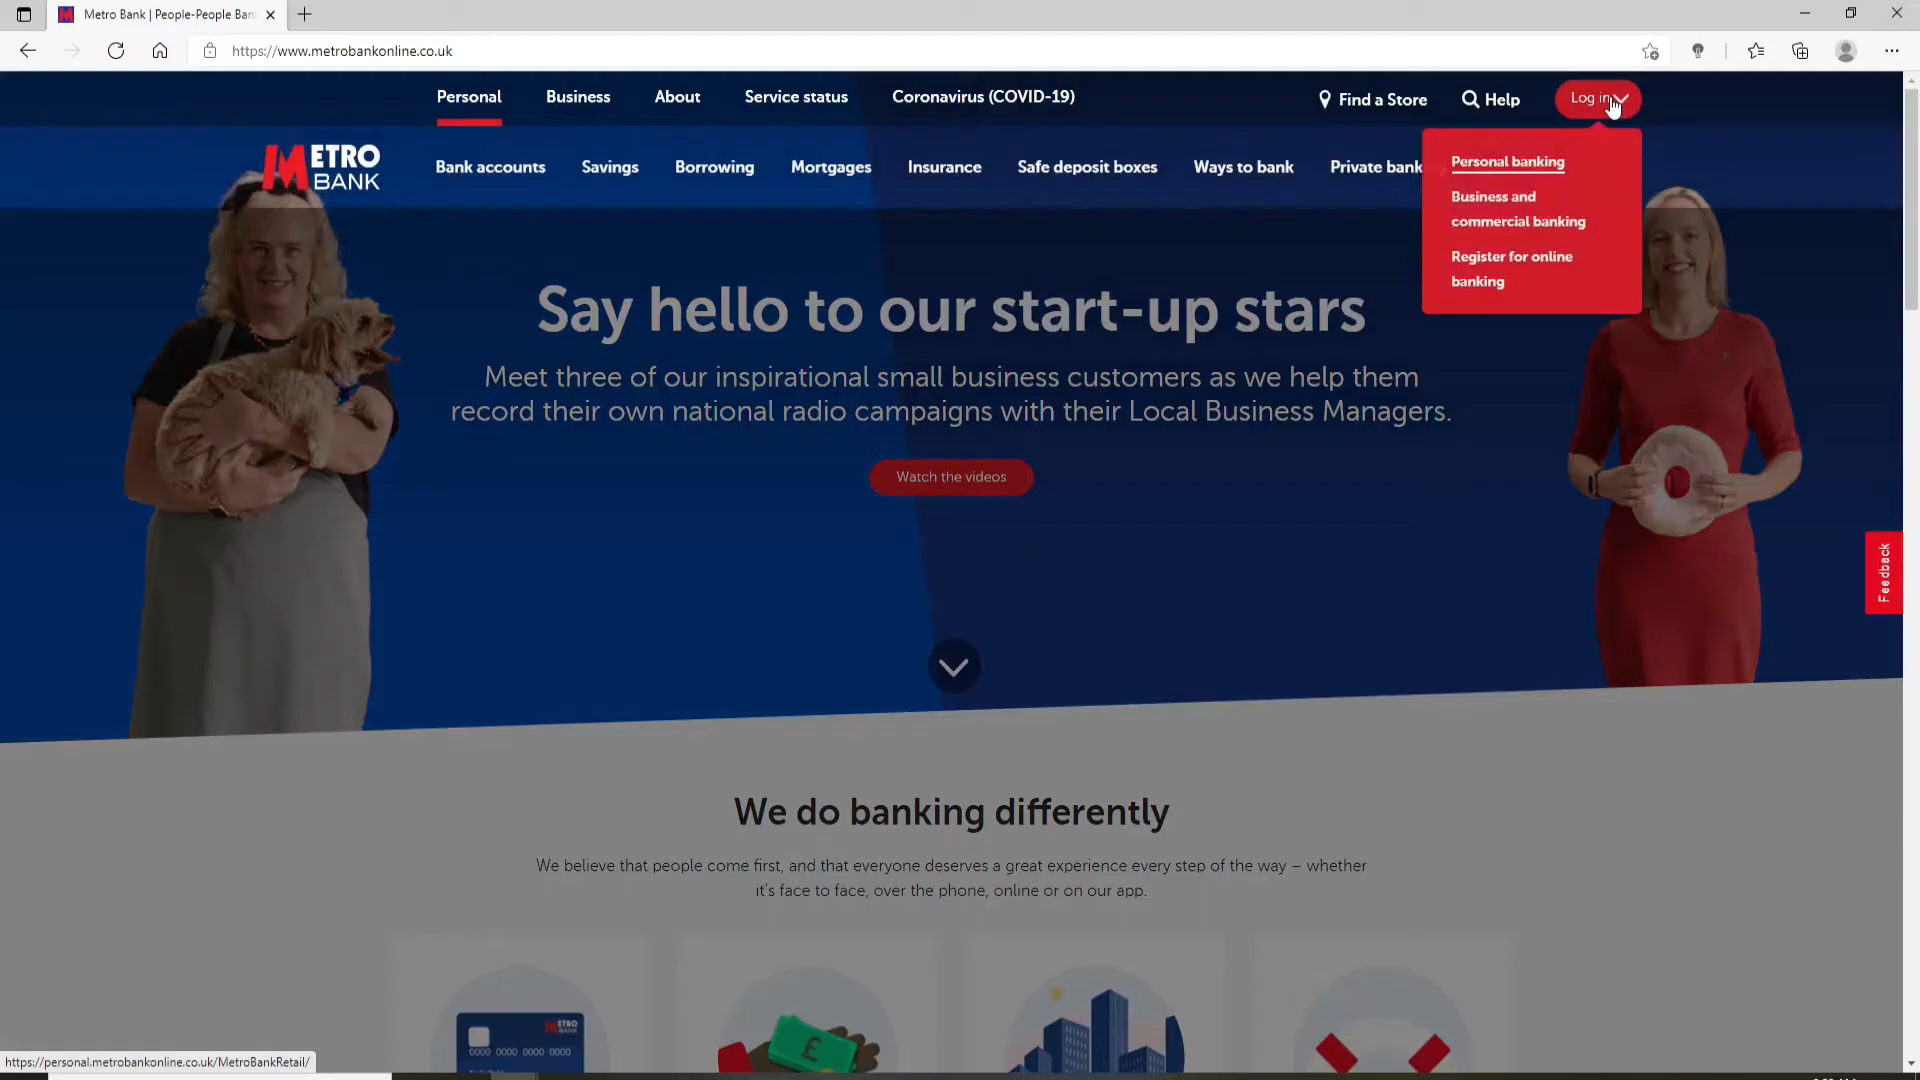 Metro Bank | People-People Ban
https://www.metrobankonline.co.uk
Personal Business About Service status Coronavirus (COVID-19) Find a Store Help Log in
METRO
BANK
Bank accounts Savings Borrowing Mortgages Insurance Safe deposit boxes Ways to bank Private bank
Personal banking
Business and
commercial banking
Register for online
banking
Say hello to our start-up stars
Meet three of our inspirational small business customers as we help them
record their own national radio campaigns with their Local Business Managers.
Watch the videos
Feedback
We do banking differently
We believe that people come first, and that everyone deserves a great experience every step of the way – whether
it's face to face, over the phone, online or on our app.
METRO
BANK
0000 0000 0000 0000
£
https://personal.metrobankonline.co.uk/MetroBankRetail/